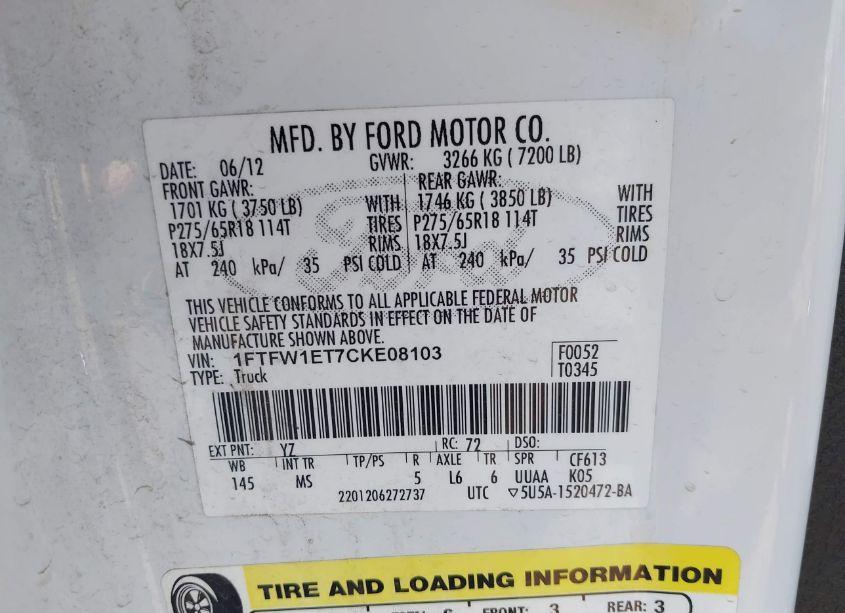 MFD. BY FORD MOTOR CO.
DATE: 06/12 GVWR: 3266 KG ( 7200 LB)
FRONT GAWR: REAR GAWR:
1701 KG ( 3750 LB) WITH 1746 KG ( 3850 LB) WITH
P275/65R18 114T TIRES P275/65R18 114T TIRES
18X7.5J RIMS 18X7.5J RIMS
AT 240 kPa/ 35 PSI COLD AT 240 kPa/ 35 PSI COLD
THIS VEHICLE CONFORMS TO ALL APPLICABLE FEDERAL MOTOR
VEHICLE SAFETY STANDARDS IN EFFECT ON THE DATE OF
MANUFACTURE SHOWN ABOVE.
VIN: 1FTFW1ET7CKE08103 F0052
TYPE: Truck T0345
EXT PNT: YZ RC: 72 DSO:
WB INT TR TP/PS R AXLE TR SPR CF613
145 MS 5 L6 6 UUAA K05
2201206272737 UTC ▽5U5A-1520472-BA
TIRE AND LOADING INFORMATION
FRONT: 3 REAR: 3